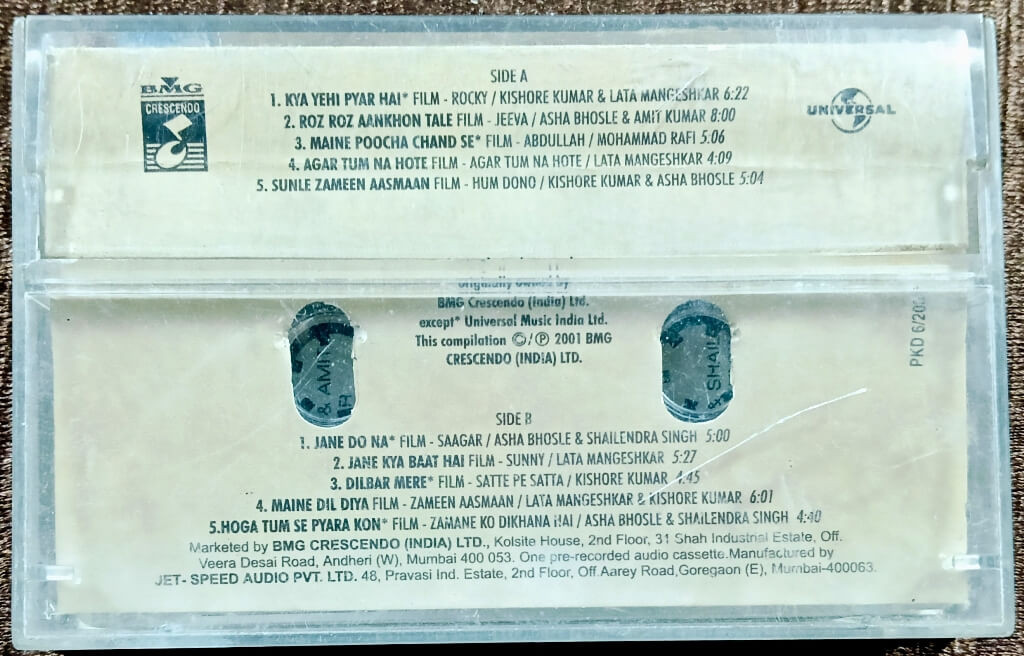 BMG
CRESCENDO
UNIVERSAL
SIDE A
1. KYA YEHI PYAR HAI* FILM - ROCKY / KISHORE KUMAR & LATA MANGESHKAR 6:22
2. ROZ ROZ AANKHON TALE FILM - JEEVA / ASHA BHOSLE & AMIT KUMAR 8:00
3. MAINE POOCHA CHAND SE* FILM - ABDULLAH / MOHAMMAD RAFI 5.06
4. AGAR TUM NA HOTE FILM - AGAR TUM NA HOTE / LATA MANGESHKAR 4:09
5. SUNLE ZAMEEN AASMAAN FILM - HUM DONO / KISHORE KUMAR & ASHA BHOSLE 5:04
originally owned by
BMG Crescendo (India) Ltd.
except* Universal Music India Ltd.
This compilation ©/℗ 2001 BMG
CRESCENDO (INDIA) LTD.
PKD 6/20
& AMI
R
& SHAIL
SIDE B
1. JANE DO NA* FILM - SAAGAR / ASHA BHOSLE & SHAILENDRA SINGH 5:00
2. JANE KYA BAAT HAI FILM - SUNNY / LATA MANGESHKAR 5:27
3. DILBAR MERE* FILM - SATTE PE SATTA / KISHORE KUMAR 4:45
4. MAINE DIL DIYA FILM - ZAMEEN AASMAAN / LATA MANGESHKAR & KISHORE KUMAR 6:01
5.HOGA TUM SE PYARA KON* FILM - ZAMANE KO DIKHANA HAI / ASHA BHOSLE & SHAILENDRA SINGH 4:40
Marketed by BMG CRESCENDO (INDIA) LTD., Kolsite House, 2nd Floor, 31 Shah Industrial Estate, Off.
Veera Desai Road, Andheri (W), Mumbai 400 053. One pre-recorded audio cassette.Manufactured by
JET- SPEED AUDIO PVT. LTD. 48, Pravasi Ind. Estate, 2nd Floor, Off.Aarey Road,Goregaon (E), Mumbai-400063.